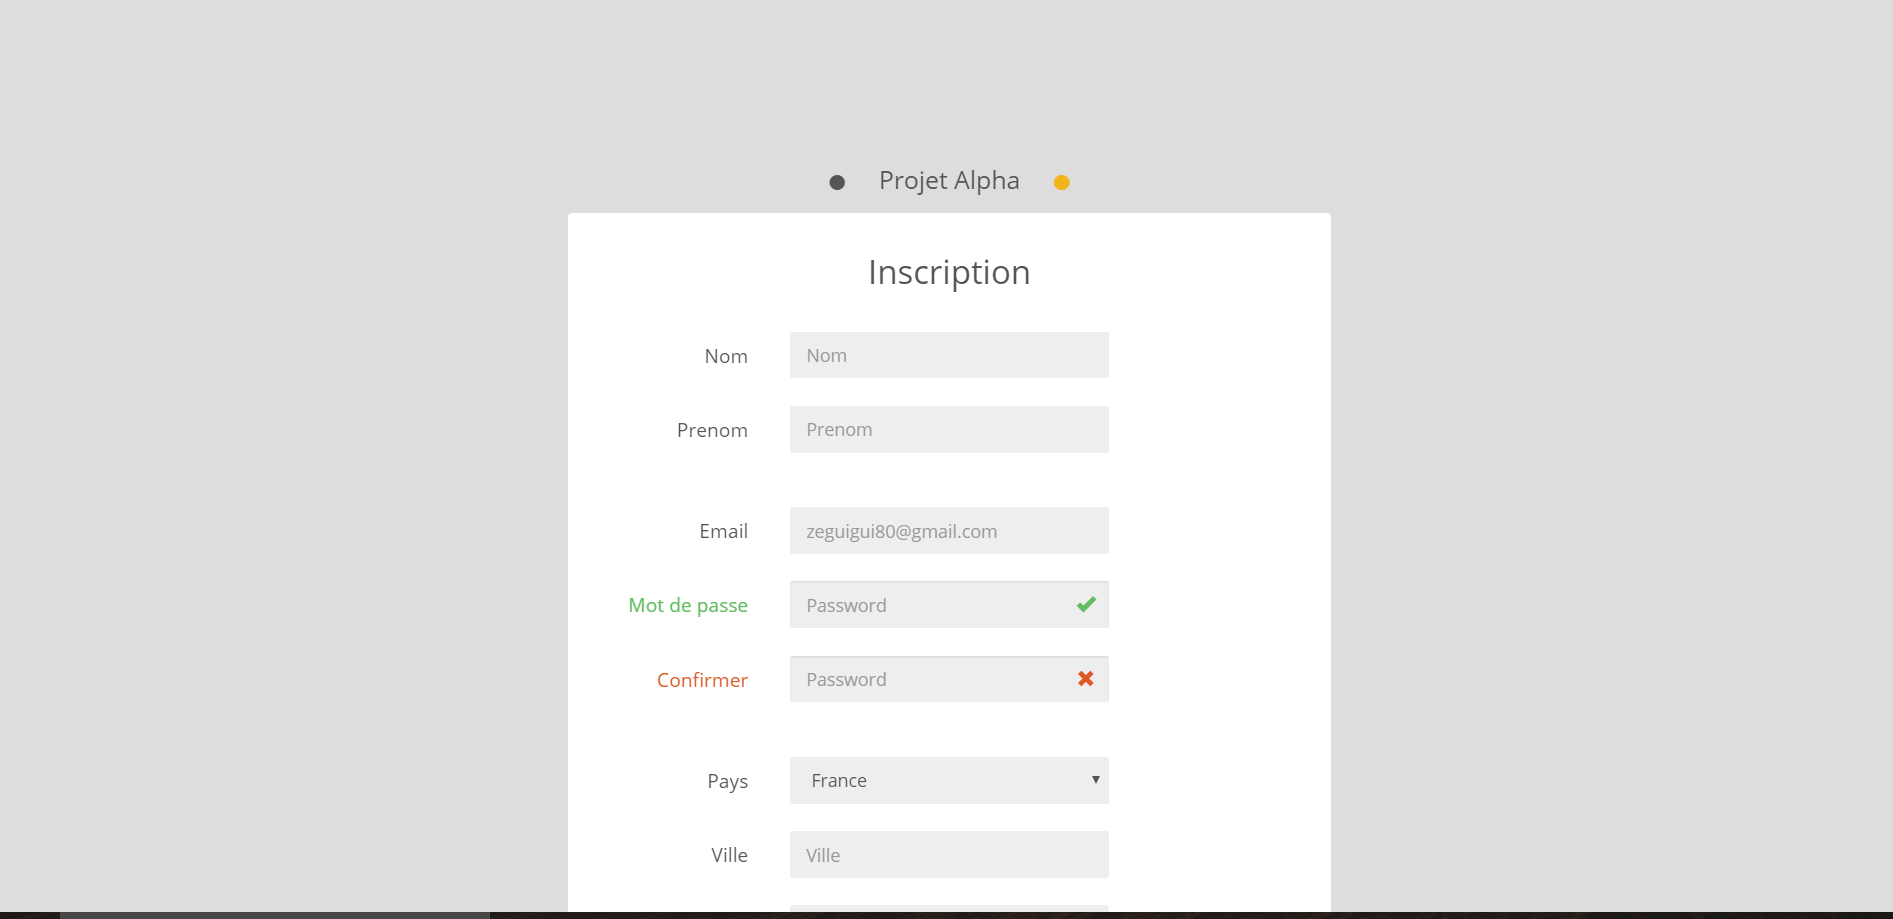 Projet Alpha
Inscription
Nom Nom
Prenom Prenom
Email zeguigui80@gmail.com
Mot de passe Password
Confirmer Password
Pays France
Ville Ville